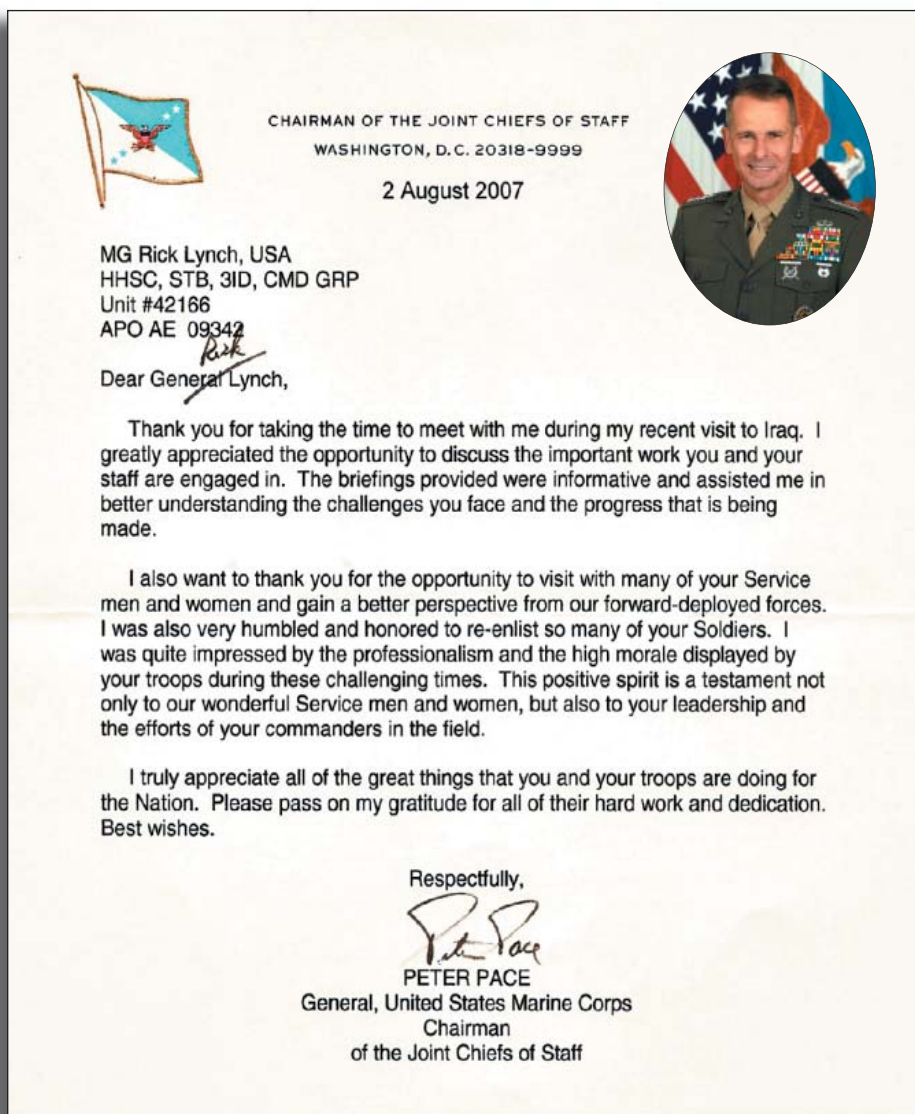 CHAIRMAN OF THE JOINT CHIEFS OF STAFF
WASHINGTON, D.C. 20318-9999
2 August 2007
MG Rick Lynch, USA
HHSC, STB, 3ID, CMD GRP
Unit #42166
APO AE 09342
Rick
Dear General Lynch,
Thank you for taking the time to meet with me during my recent visit to Iraq. I
greatly appreciated the opportunity to discuss the important work you and your
staff are engaged in. The briefings provided were informative and assisted me in
better understanding the challenges you face and the progress that is being
made.
I also want to thank you for the opportunity to visit with many of your Service
men and women and gain a better perspective from our forward-deployed forces.
I was also very humbled and honored to re-enlist so many of your Soldiers. I
was quite impressed by the professionalism and the high morale displayed by
your troops during these challenging times. This positive spirit is a testament not
only to our wonderful Service men and women, but also to your leadership and
the efforts of your commanders in the field.
I truly appreciate all of the great things that you and your troops are doing for
the Nation. Please pass on my gratitude for all of their hard work and dedication.
Best wishes.
Respectfully,
Peter Pace
PETER PACE
General, United States Marine Corps
Chairman
of the Joint Chiefs of Staff